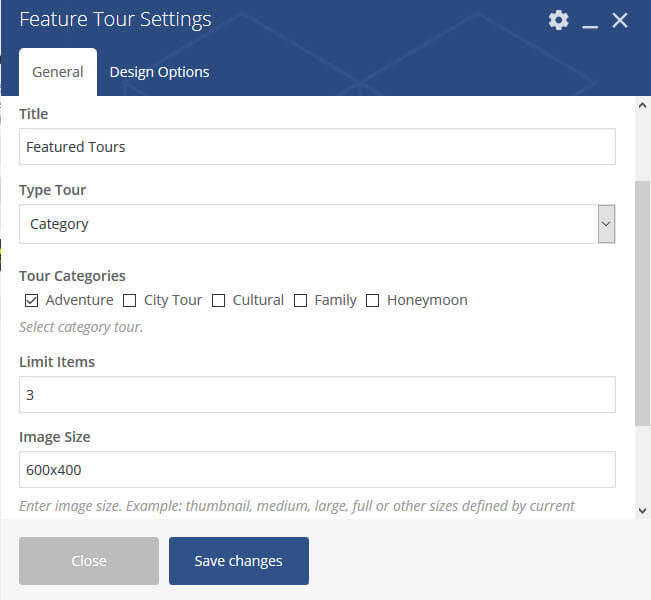 Feature Tour Settings
General Design Options
Title
Featured Tours
Type Tour
Category
Tour Categories
Adventure City Tour Cultural Family Honeymoon
Select category tour.
Limit Items
3
Image Size
600x400
Enter image size. Example: thumbnail, medium, large, full or other sizes defined by current
Close Save changes